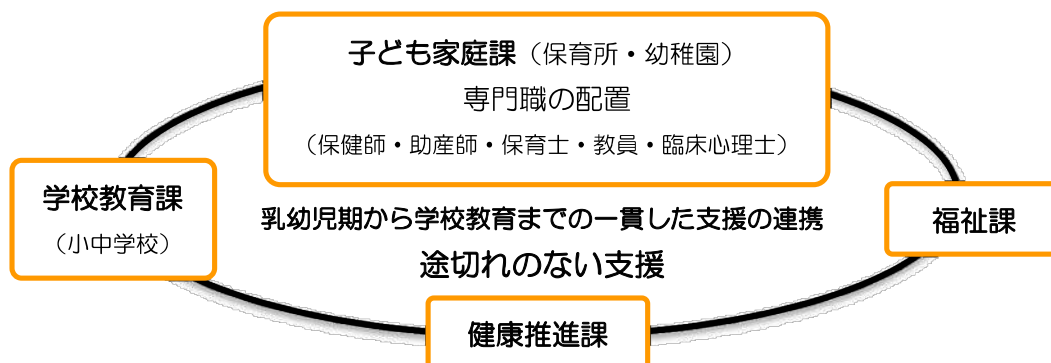 子ども家庭課（保育所・幼稚園）
専門職の配置
（保健師・助産師・保育士・教員・臨床心理士）
学校教育課
（小中学校）
乳幼児期から学校教育までの一貫した支援の連携
途切れのない支援
福祉課
健康推進課